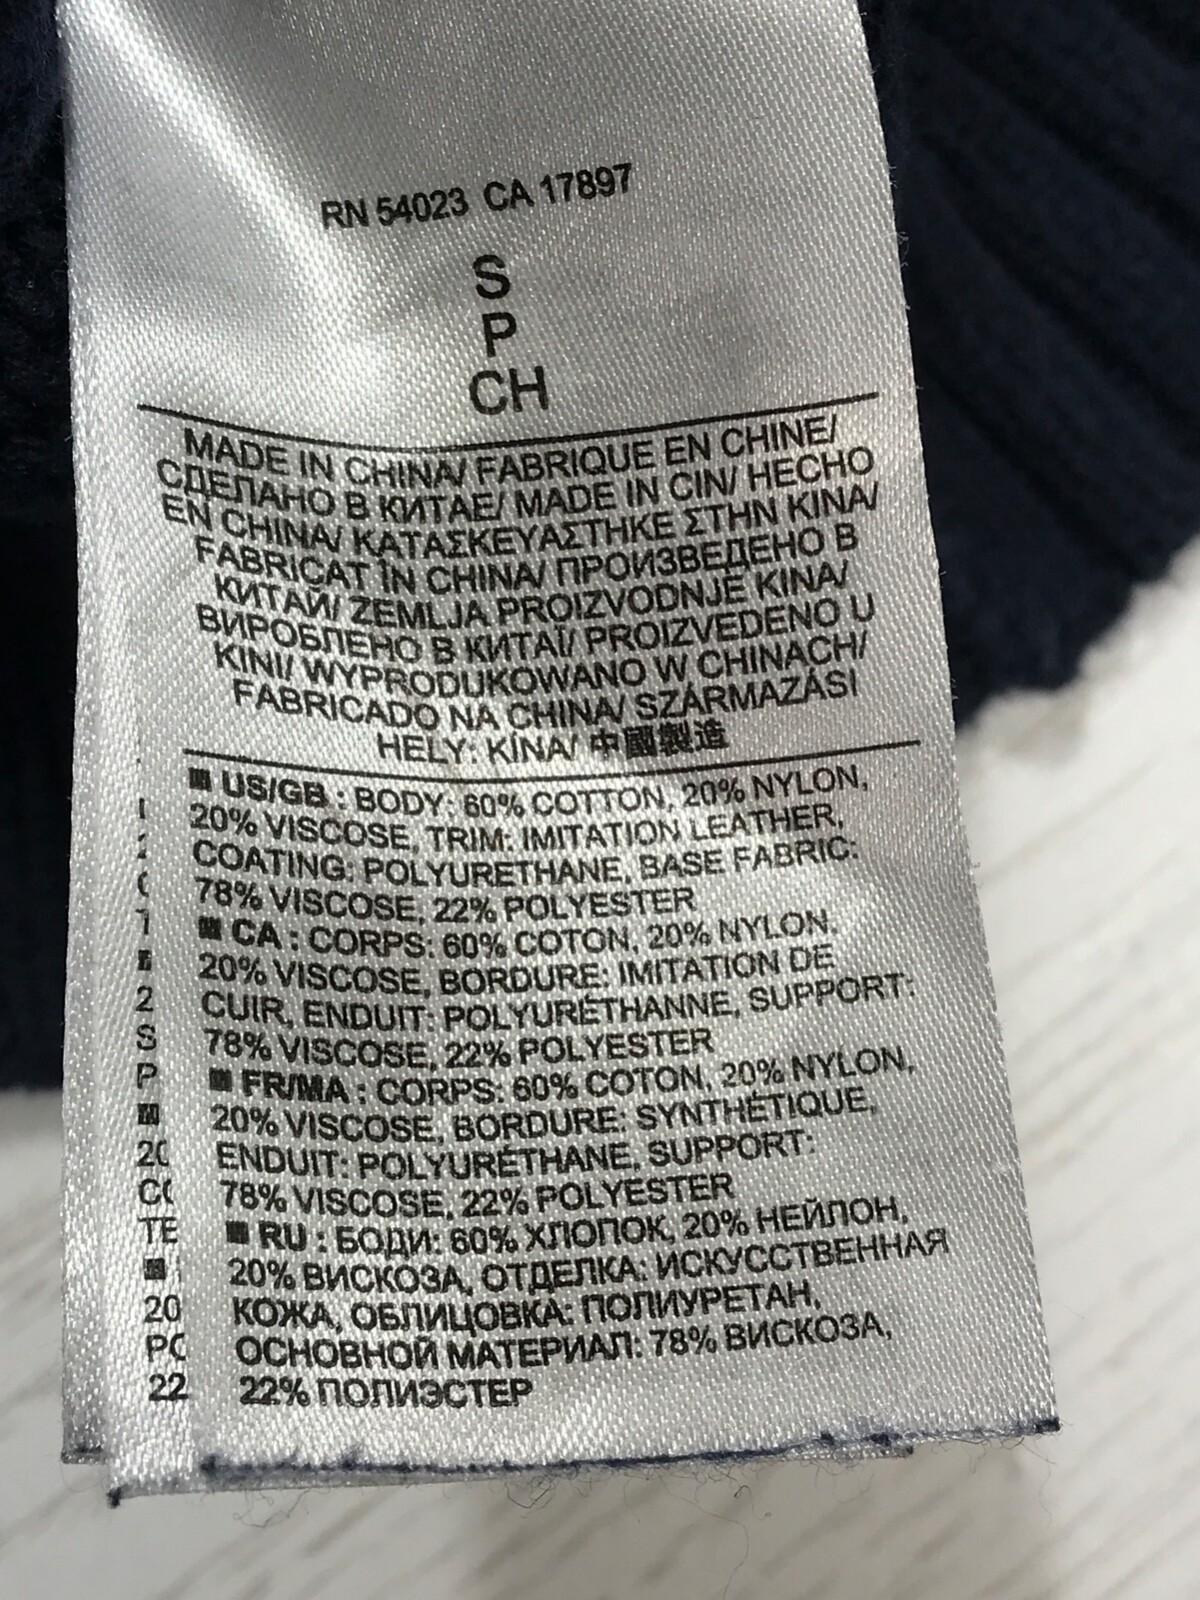 RN 54023 CA 17897
S
P
CH
MADE IN CHINA/ FABRIQUE EN CHINE/
СДЕЛАНО В КИТАЕ/ MADE IN CIN/ HECHO
EN CHINA/ ΚΑΤΑΣΚΕΥΑΣΤΗΚΕ ΣΤΗΝ ΚΙΝΑ/
FABRICAT ÎN CHINA/ ПРОИЗВЕДЕНО В
КИТАЙ/ ZEMLJA PROIZVODNJE KINA/
ВИРОБЛЕНО В КИТАЇ/ PROIZVEDENO U
KINI/ WYPRODUKOWANO W CHINACH/
FABRICADO NA CHINA/ SZÁRMAZÁSI
HELY: KÍNA/ 中國製造
■ US/GB : BODY: 60% COTTON, 20% NYLON,
20% VISCOSE, TRIM: IMITATION LEATHER,
COATING: POLYURETHANE, BASE FABRIC:
78% VISCOSE, 22% POLYESTER
■ CA : CORPS: 60% COTON, 20% NYLON,
20% VISCOSE, BORDURE: IMITATION DE
CUIR, ENDUIT: POLYURÉTHANNE, SUPPORT:
78% VISCOSE, 22% POLYESTER
■ FR/MA : CORPS: 60% COTON, 20% NYLON,
20% VISCOSE, BORDURE: SYNTHÉTIQUE,
ENDUIT: POLYURÉTHANE, SUPPORT:
78% VISCOSE, 22% POLYESTER
■ RU : БОДИ: 60% ХЛОПОК, 20% НЕЙЛОН,
20% ВИСКОЗА, ОТДЕЛКА: ИСКУССТВЕННАЯ
КОЖА, ОБЛИЦОВКА: ПОЛИУРЕТАН,
ОСНОВНОЙ МАТЕРИАЛ: 78% ВИСКОЗА,
22% ПОЛИЭСТЕР